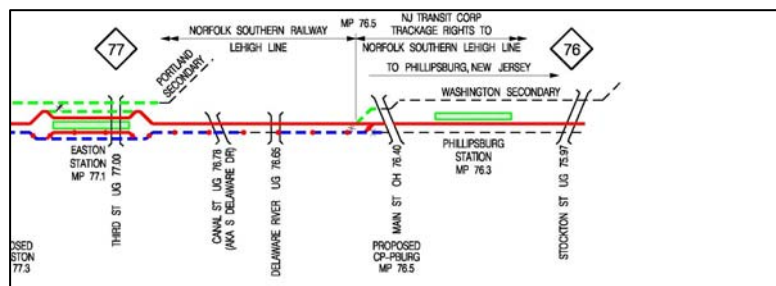 77
NORFOLK SOUTHERN RAILWAY
LEHIGH LINE
MP 76.5
NJ TRANSIT CORP
TRACKAGE RIGHTS TO
NORFOLK SOUTHERN LEHIGH LINE
76
TO PHILLIPSBURG, NEW JERSEY
PORTLAND
SECONDARY
WASHINGTON SECONDARY
EASTON
STATION
MP 77.1
THIRD ST UG 77.00
CANAL ST UG 76.78
(AKA S DELAWARE DR)
DELAWARE RIVER UG 76.65
MAIN ST OH 76.40
PHILLIPSBURG
STATION
MP 76.3
STOCKTON ST UG 75.97
OSED
STON
77.3
PROPOSED
CP-PBURG
MP 76.5